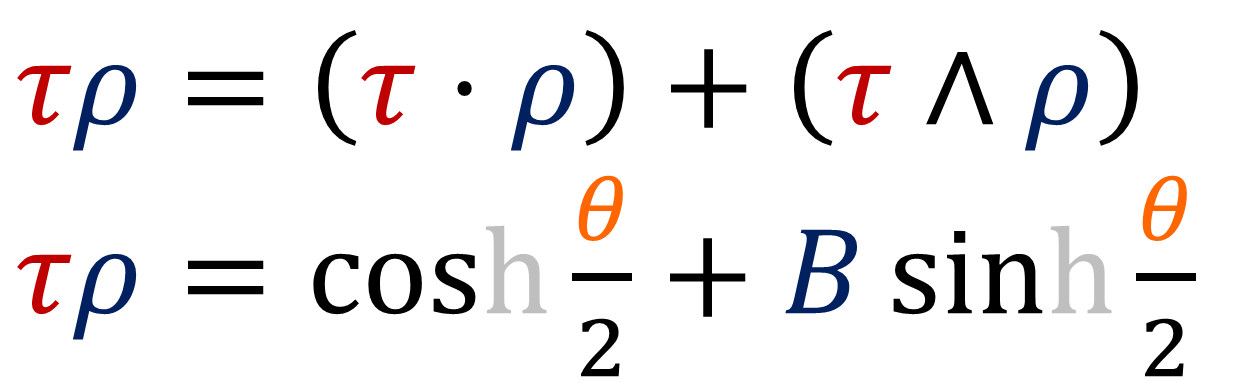 τρ = (τ · ρ) + (τ ∧ ρ)
τρ = cosh θ/2 + B sinh θ/2